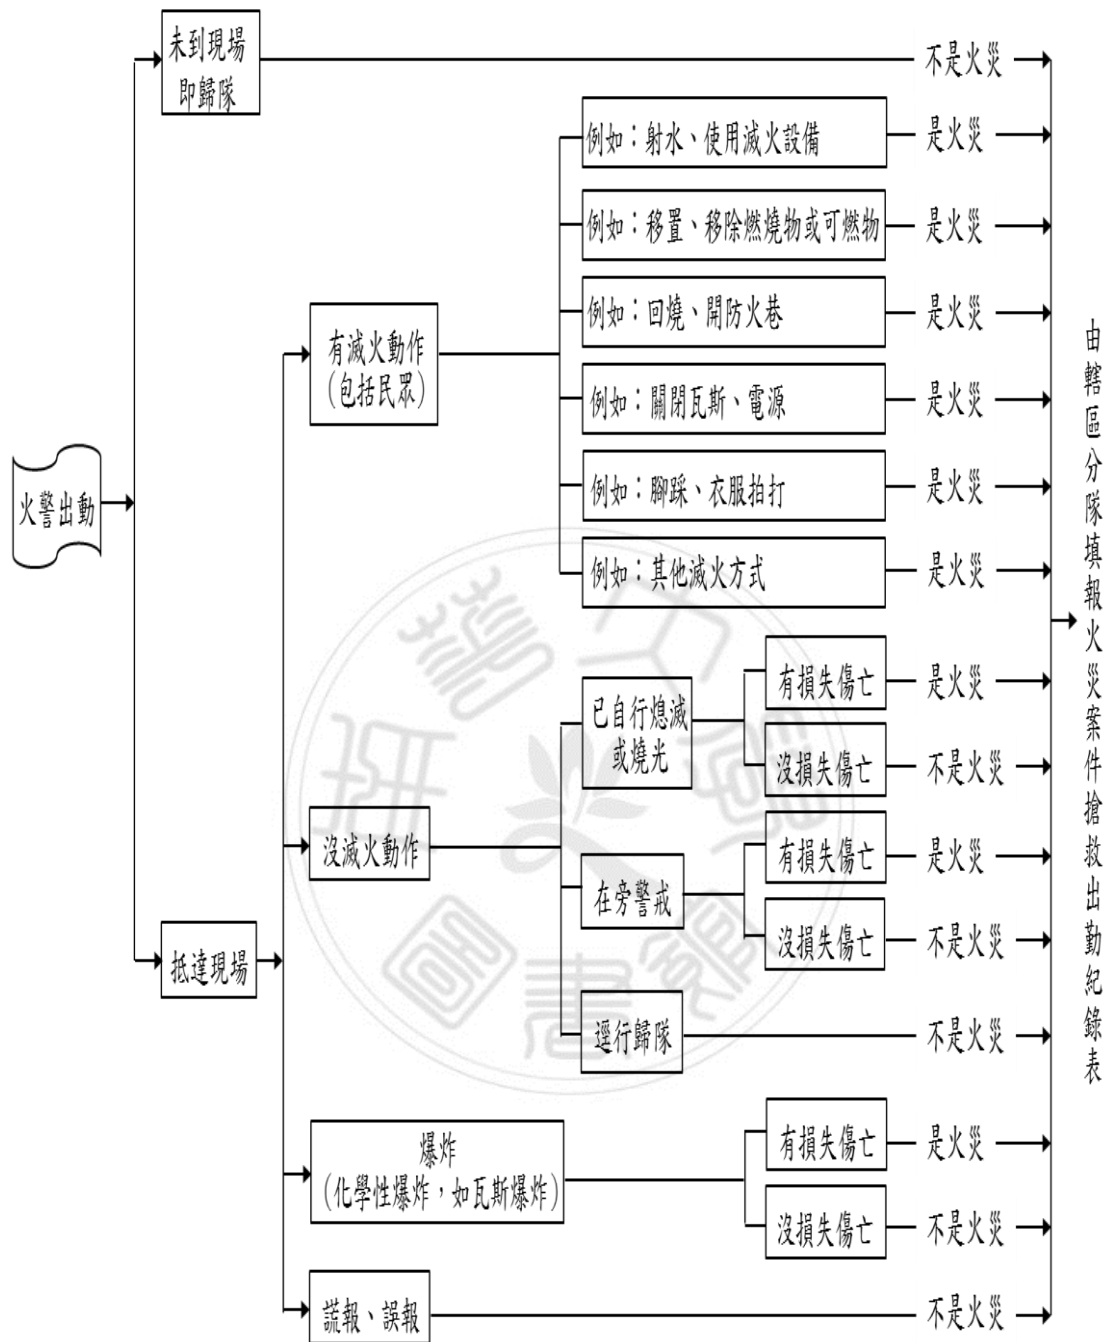 火警出動
未到現場
即歸隊
不是火災
抵達現場
有滅火動作
(包括民眾)
例如：射水、使用滅火設備
是火災
例如：移置、移除燃燒物或可燃物
是火災
例如：回燒、開防火巷
是火災
例如：關閉瓦斯、電源
是火災
例如：腳踩、衣服拍打
是火災
例如：其他滅火方式
是火災
沒滅火動作
已自行熄滅
或燒光
有損失傷亡
是火災
沒損失傷亡
不是火災
在旁警戒
有損失傷亡
是火災
沒損失傷亡
不是火災
逕行歸隊
不是火災
爆炸
(化學性爆炸，如瓦斯爆炸)
有損失傷亡
是火災
沒損失傷亡
不是火災
謊報、誤報
不是火災
由轄區分隊填報火災案件搶救出勤紀錄表